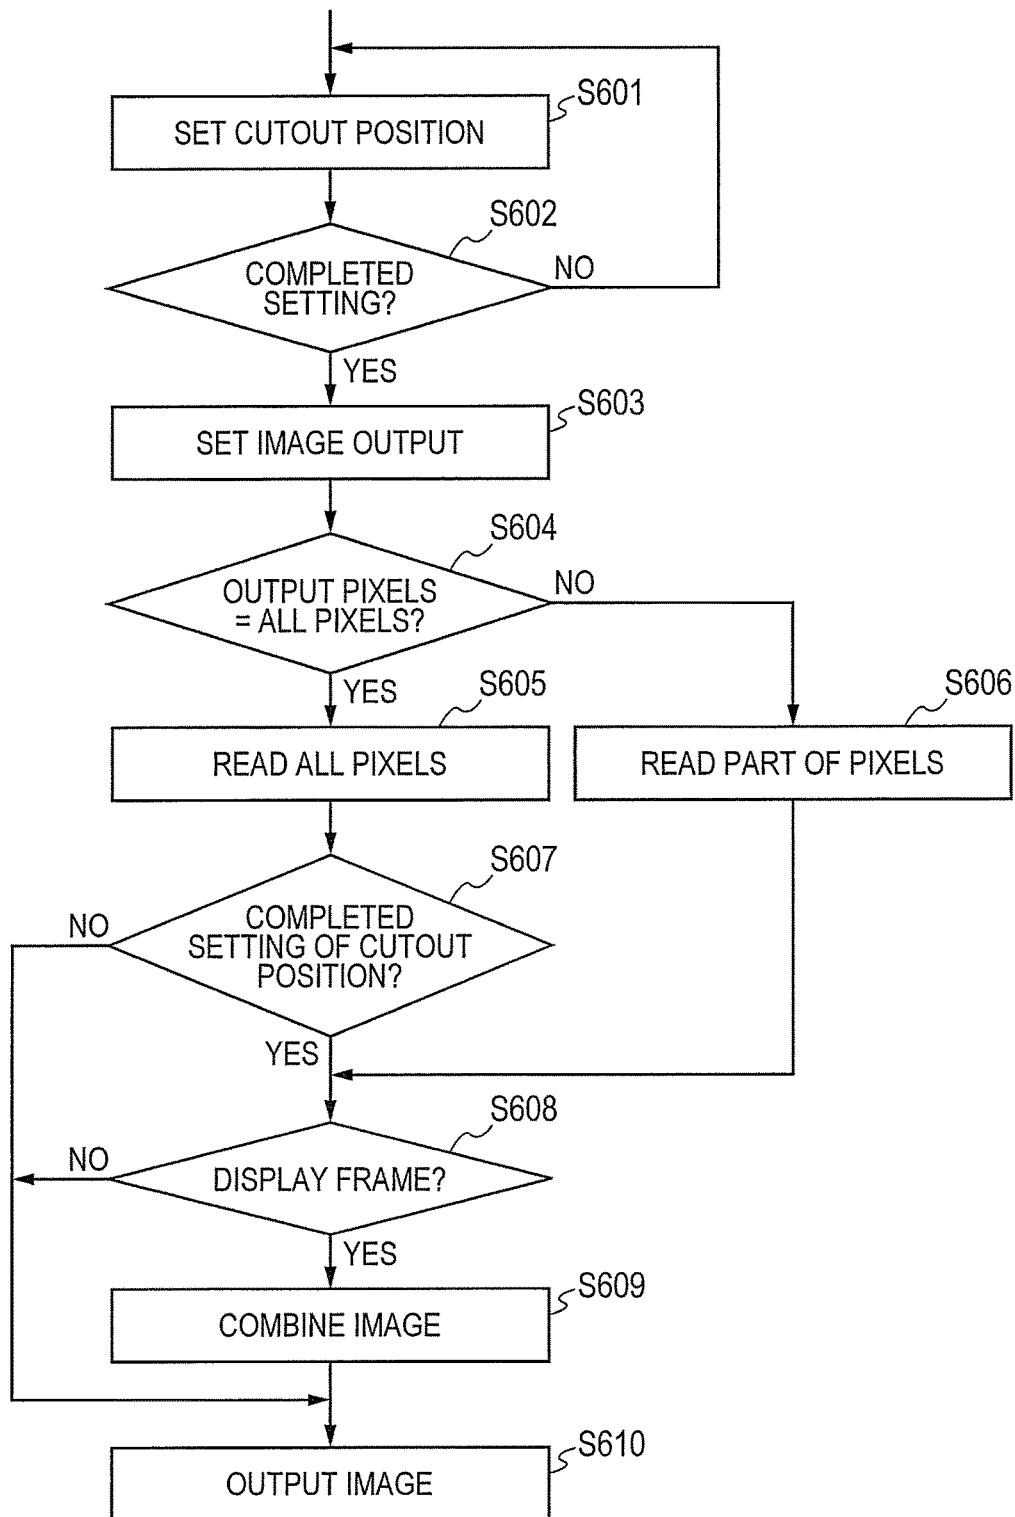 S601
SET CUTOUT POSITION
S602
COMPLETED
SETTING?
NO
YES
S603
SET IMAGE OUTPUT
S604
OUTPUT PIXELS
= ALL PIXELS?
NO
YES
S605
READ ALL PIXELS
S606
READ PART OF PIXELS
S607
COMPLETED
SETTING OF CUTOUT
POSITION?
NO
YES
S608
DISPLAY FRAME?
NO
YES
S609
COMBINE IMAGE
S610
OUTPUT IMAGE